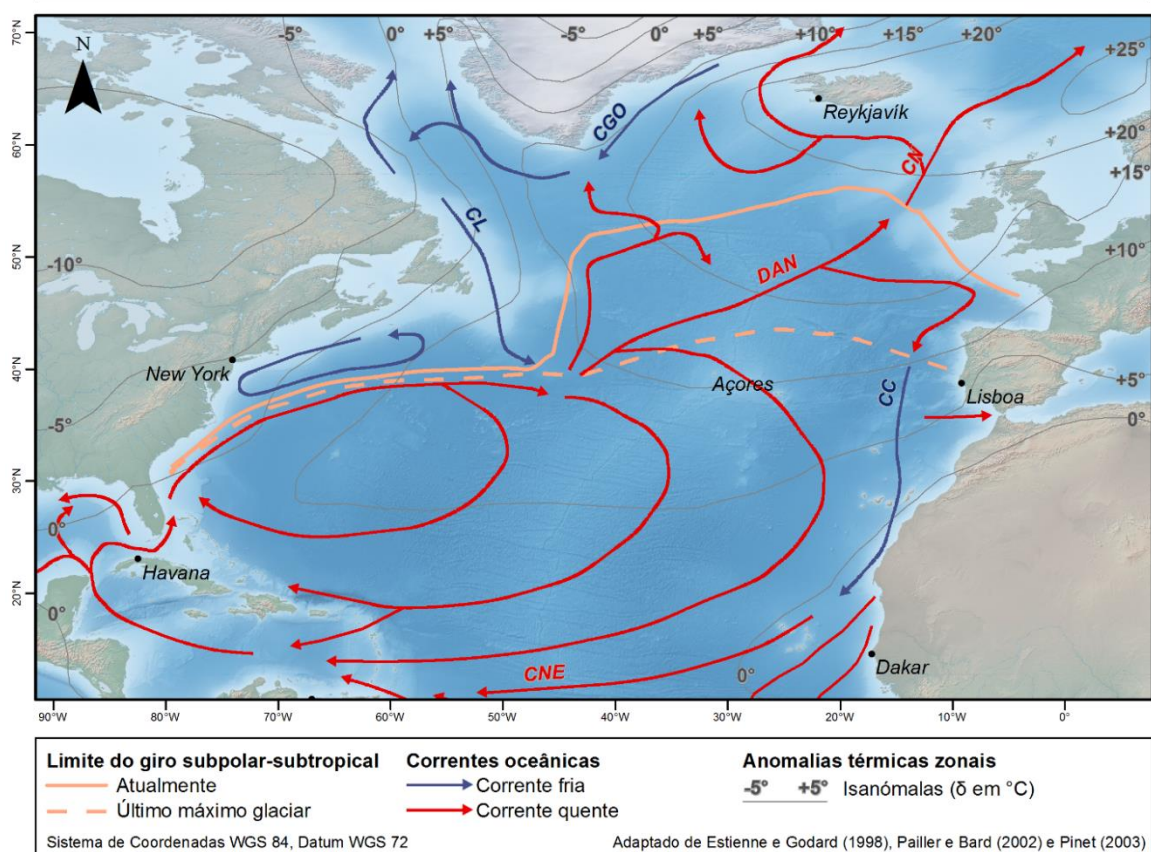 70°N
60°N
50°N
40°N
30°N
20°N
N
-5° 0° +5° -5° 0° +5° +10° +15° +20°
+25°
+20°
+15°
Reykjavík
CGO
CN
CL
-10°
+10°
DAN
New York
Açores
CC
Lisboa
+5°
0°
-5°
0°
Havana
0°
CNE
0°
Dakar
90°W 80°W 70°W 60°W 50°W 40°W 30°W 20°W 10°W 0°
Limite do giro subpolar-subtropical
Atualmente
Último máximo glaciar
Correntes oceânicas
Corrente fria
Corrente quente
Anomalias térmicas zonais
-5° +5° Isanómalas (δ em °C)
Sistema de Coordenadas WGS 84, Datum WGS 72
Adaptado de Estienne e Godard (1998), Pailler e Bard (2002) e Pinet (2003)